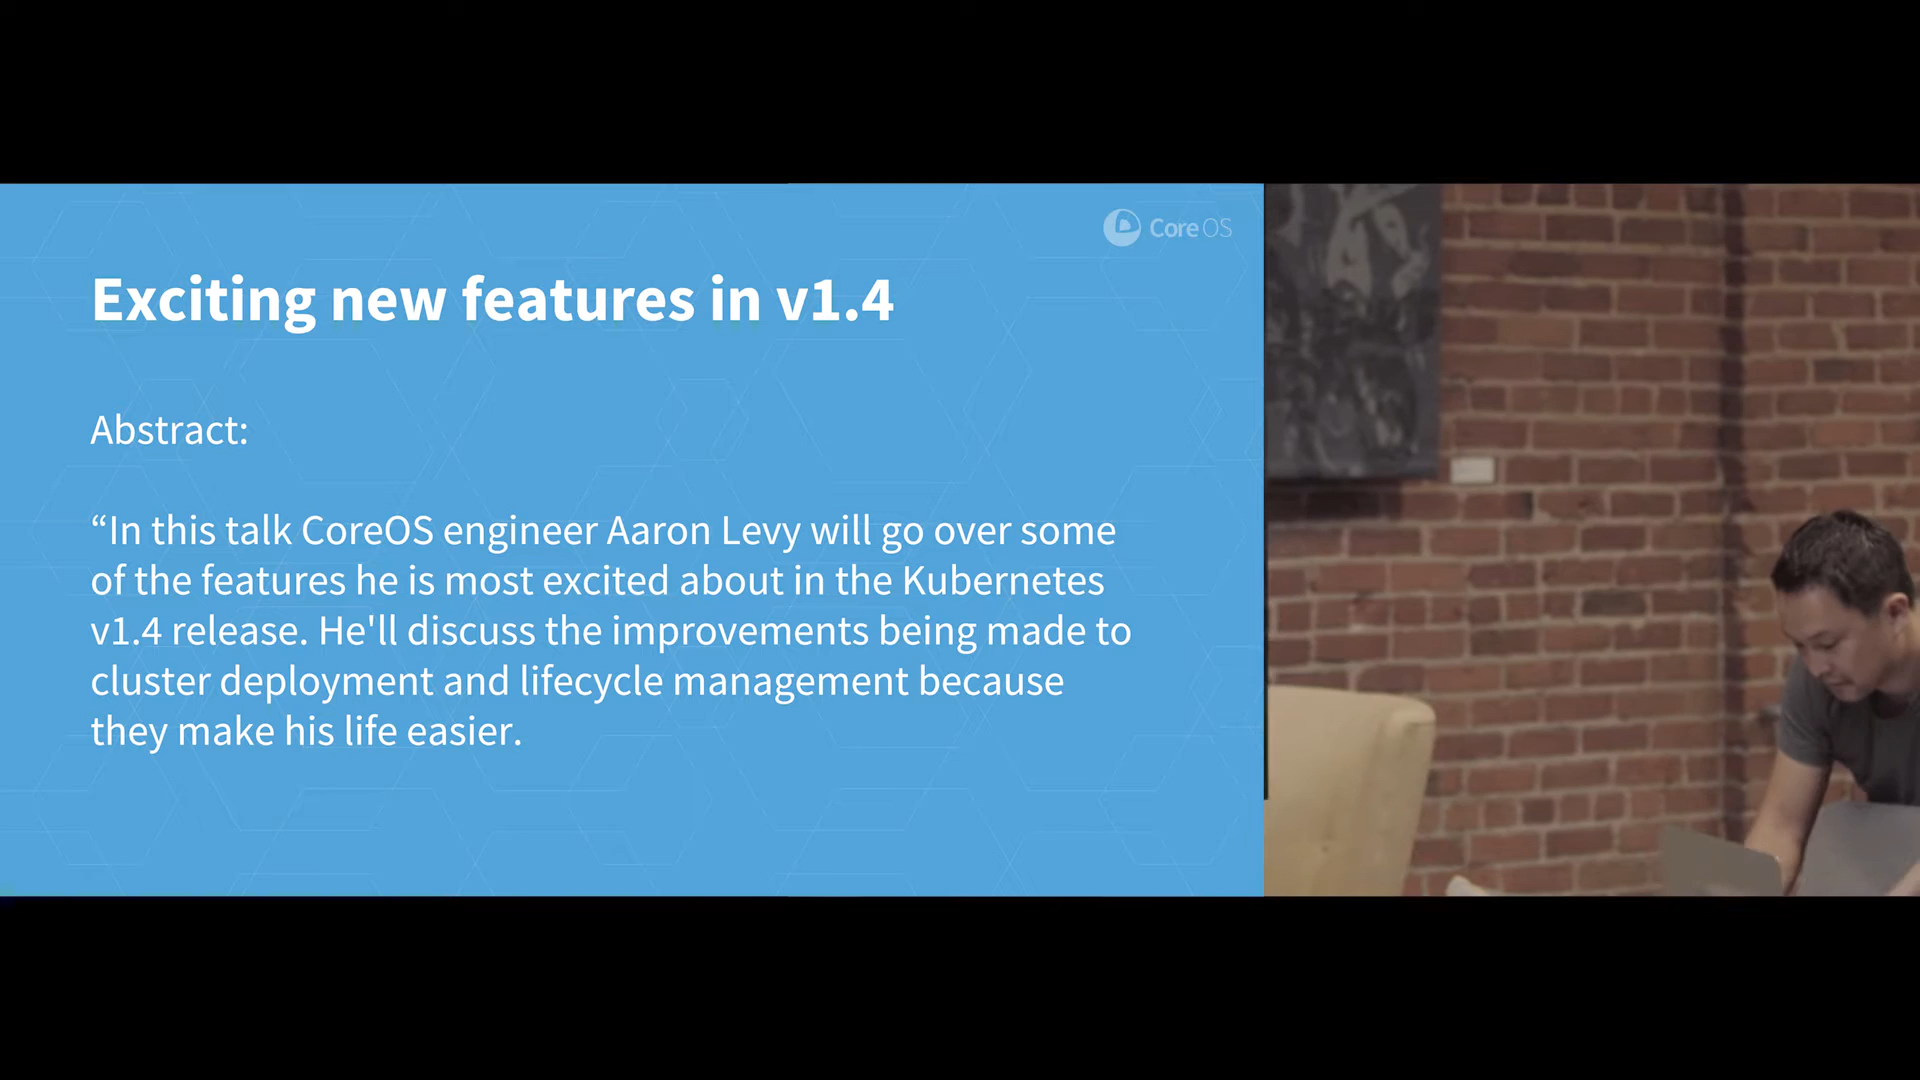 CoreOS
Exciting new features in v1.4
Abstract:
“In this talk CoreOS engineer Aaron Levy will go over some
of the features he is most excited about in the Kubernetes
v1.4 release. He'll discuss the improvements being made to
cluster deployment and lifecycle management because
they make his life easier.